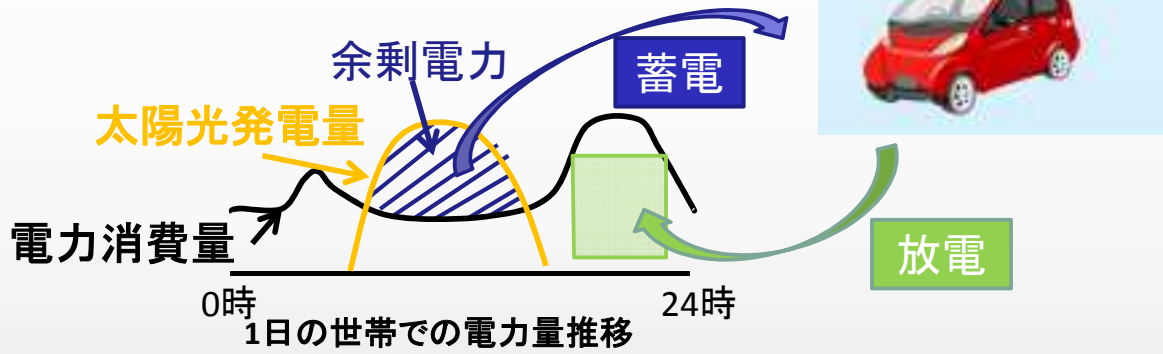 余剰電力
蓄電
太陽光発電量
電力消費量
放電
0時
24時
1日の世帯での電力量推移